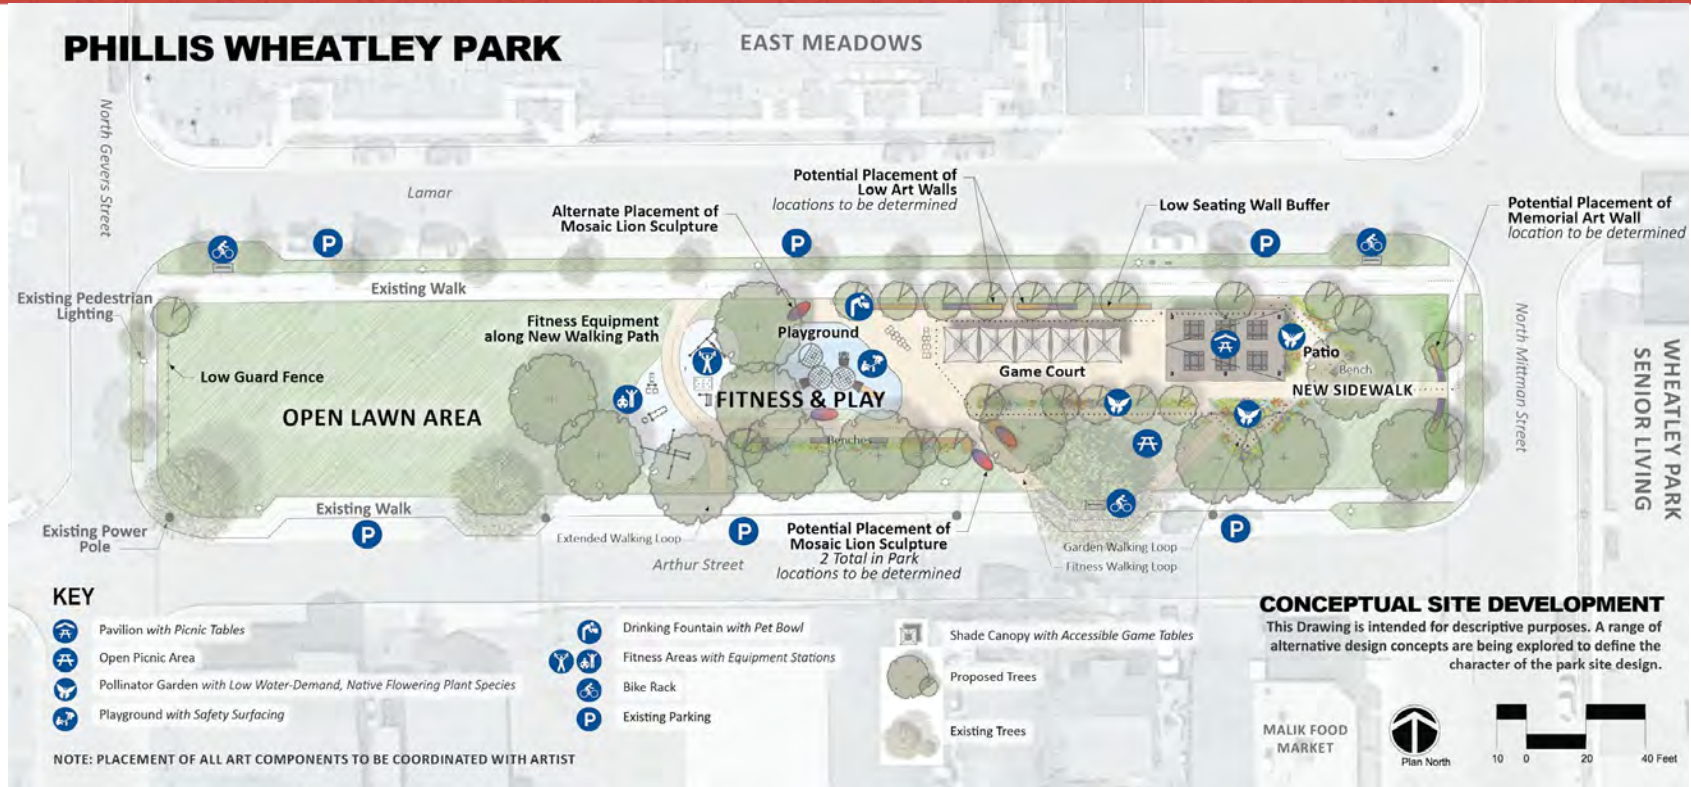 PHILLIS WHEATLEY PARK
EAST MEADOWS
North Gevers Street
Lamar
Potential Placement of
Low Art Walls
locations to be determined
Alternate Placement of
Mosaic Lion Sculpture
Low Seating Wall Buffer
Potential Placement of
Memorial Art Wall
location to be determined
P
P
P
Existing Walk
Existing Pedestrian
Lighting
Fitness Equipment
along New Walking Path
Playground
Low Guard Fence
OPEN LAWN AREA
FITNESS & PLAY
Game Court
Patio
Bench
NEW SIDEWALK
North Mittman Street
WHEATLEY PARK
SENIOR LIVING
Benches
Existing Walk
Existing Power
Pole
P
P
P
Extended Walking Loop
Arthur Street
Potential Placement of
Mosaic Lion Sculpture
2 Total in Park
locations to be determined
Garden Walking Loop
Fitness Walking Loop
KEY
Pavilion with Picnic Tables
Open Picnic Area
Pollinator Garden with Low Water-Demand, Native Flowering Plant Species
Playground with Safety Surfacing
Drinking Fountain with Pet Bowl
Fitness Areas with Equipment Stations
Bike Rack
P Existing Parking
Shade Canopy with Accessible Game Tables
Proposed Trees
Existing Trees
NOTE: PLACEMENT OF ALL ART COMPONENTS TO BE COORDINATED WITH ARTIST
CONCEPTUAL SITE DEVELOPMENT
This Drawing is intended for descriptive purposes. A range of
alternative design concepts are being explored to define the
character of the park site design.
MALIK FOOD
MARKET
Plan North
10 0 20 40 Feet